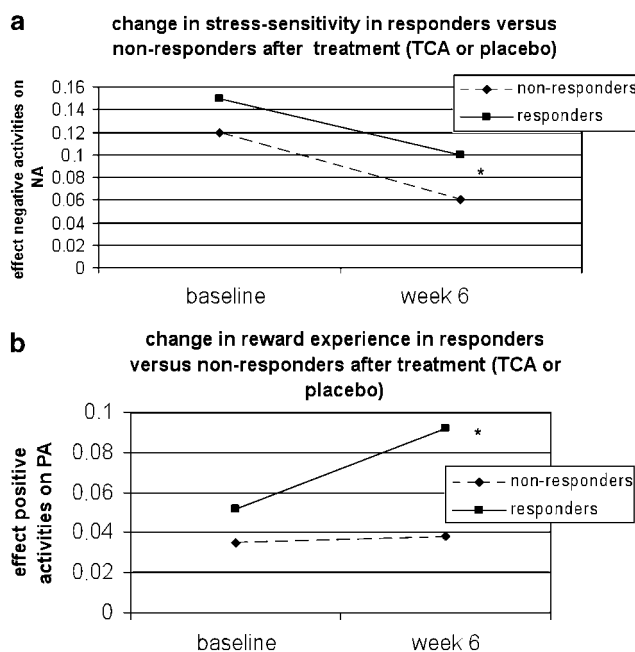 a
change in stress-sensitivity in responders versus
non-responders after treatment (TCA or placebo)
effect negative activities on
NA
0.16
0.14
0.12
0.1
0.08
0.06
0.04
0.02
0
non-responders
responders
*
baseline
week 6
b
change in reward experience in responders
versus non-responders after treatment (TCA or
placebo)
effect positive
activities on PA
0.1
0.08
0.06
0.04
0.02
0
*
non-responders
responders
baseline
week 6